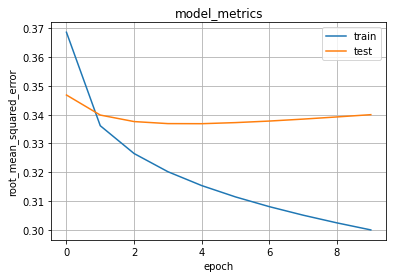 model_metrics
train
test
root_mean_squared_error
0.37
0.36
0.35
0.34
0.33
0.32
0.31
0.30
0 2 4 6 8
epoch